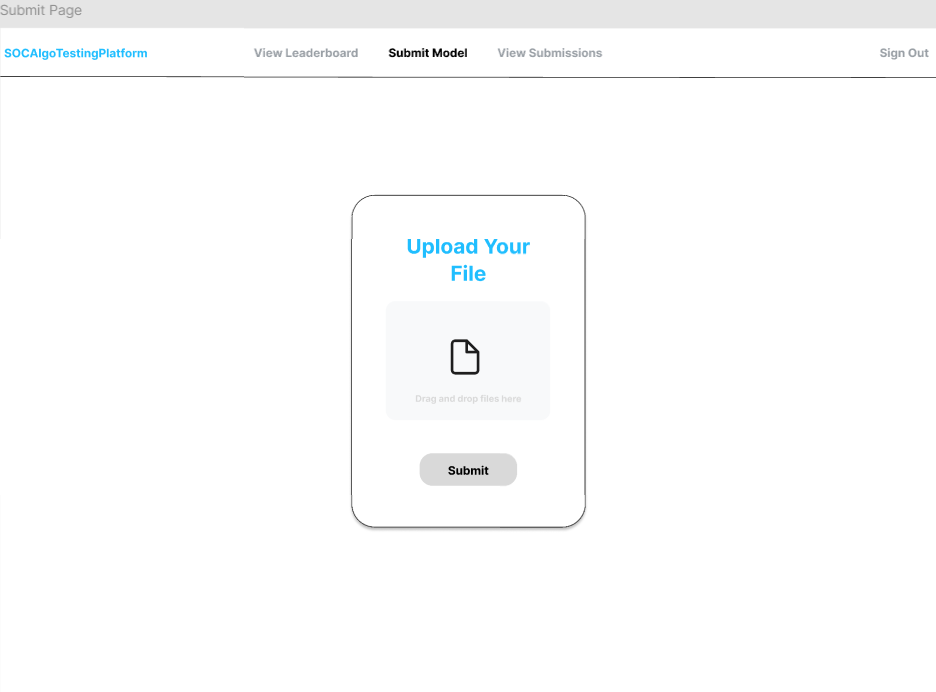 Submit Page
SOCAlgoTestingPlatform
View Leaderboard
Submit Model
View Submissions
Sign Out
Upload Your
File
Drag and drop files here
Submit